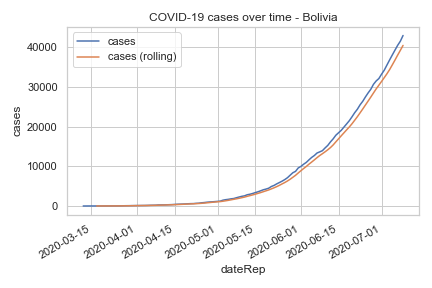 COVID-19 cases over time - Bolivia
cases
cases (rolling)
40000
30000
20000
10000
0
cases
2020-03-15
2020-04-01
2020-04-15
2020-05-01
2020-05-15
2020-06-01
2020-06-15
2020-07-01
dateRep